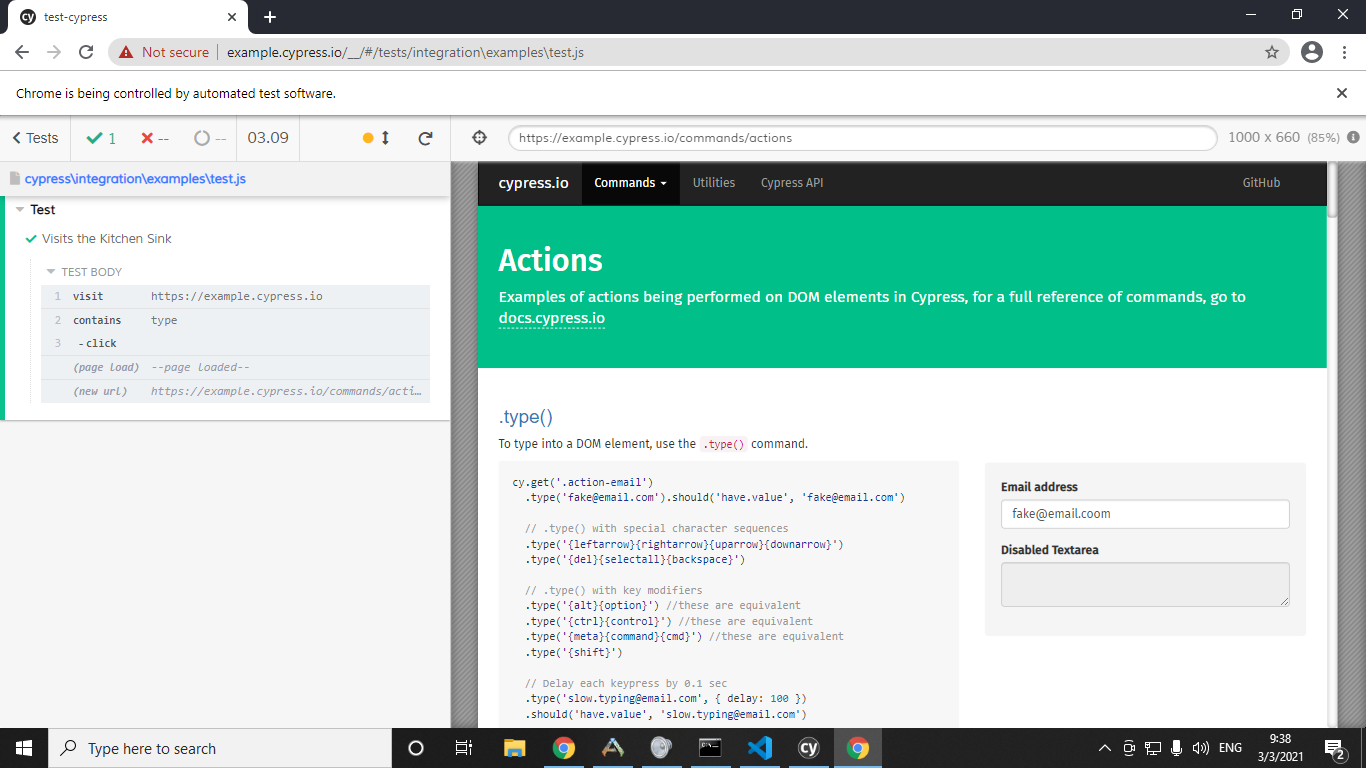 cy test-cypress
Not secure example.cypress.io/__/#/tests/integration\examples\test.js
Chrome is being controlled by automated test software.
Tests 1 -- -- 03.09
https://example.cypress.io/commands/actions 1000 x 660 (85%)
cypress\integration\examples\test.js
Test
Visits the Kitchen Sink
TEST BODY
1 visit https://example.cypress.io
2 contains type
3 -click
(page load) --page loaded--
(new url) https://example.cypress.io/commands/acti…
cypress.io Commands Utilities Cypress API GitHub
Actions
Examples of actions being performed on DOM elements in Cypress, for a full reference of commands, go to
docs.cypress.io
.type()
To type into a DOM element, use the .type() command.
cy.get('.action-email')
.type('fake@email.com').should('have.value', 'fake@email.com')
// .type() with special character sequences
.type('{leftarrow}{rightarrow}{uparrow}{downarrow}')
.type('{del}{selectall}{backspace}')
// .type() with key modifiers
.type('{alt}{option}') //these are equivalent
.type('{ctrl}{control}') //these are equivalent
.type('{meta}{command}{cmd}') //these are equivalent
.type('{shift}')
// Delay each keypress by 0.1 sec
.type('slow.typing@email.com', { delay: 100 })
.should('have.value', 'slow.typing@email.com')
Email address
fake@email.coom
Disabled Textarea
Type here to search
cy
ENG
9:38
3/3/2021
2